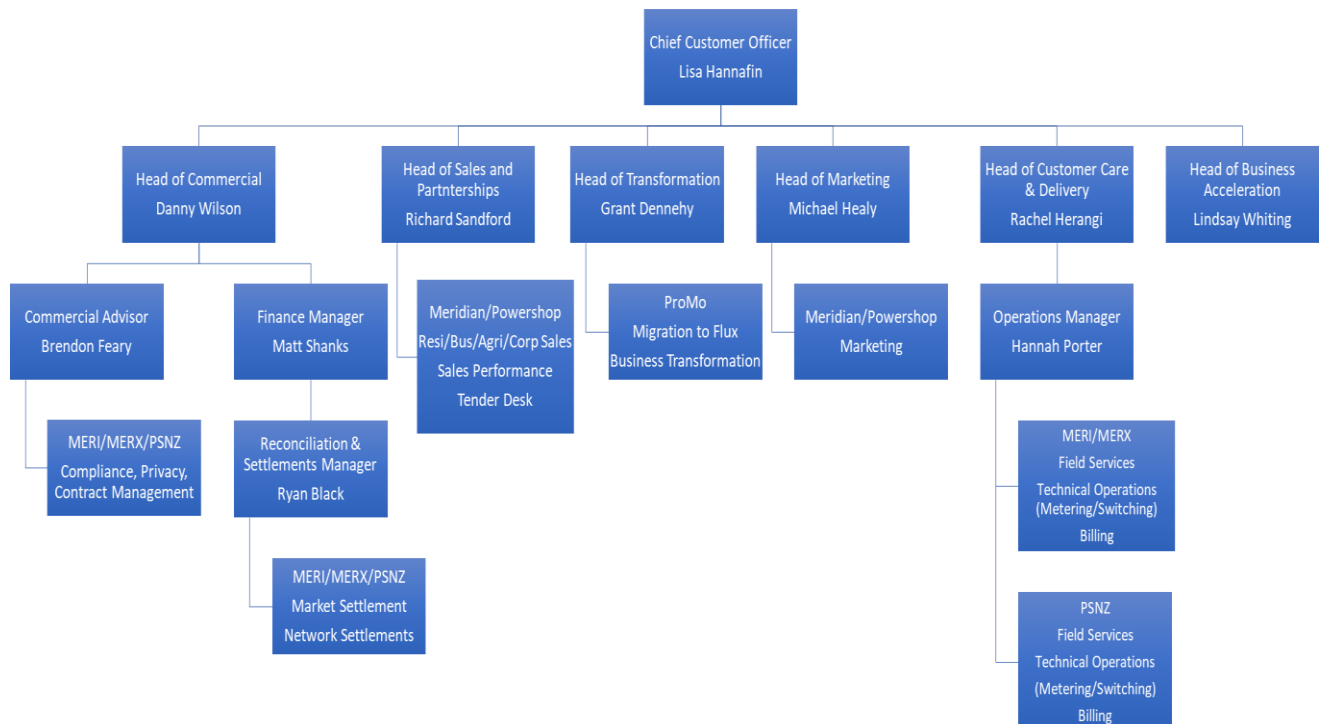 Chief Customer Officer
Lisa Hannafin
Head of Commercial
Danny Wilson
Head of Sales and
Partnterships
Richard Sandford
Head of Transformation
Grant Dennehy
Head of Marketing
Michael Healy
Head of Customer Care
& Delivery
Rachel Herangi
Head of Business
Acceleration
Lindsay Whiting
Commercial Advisor
Brendon Feary
Finance Manager
Matt Shanks
Meridian/Powershop
Resi/Bus/Agri/Corp Sales
Sales Performance
Tender Desk
ProMo
Migration to Flux
Business Transformation
Meridian/Powershop
Marketing
Operations Manager
Hannah Porter
MERI/MERX/PSNZ
Compliance, Privacy,
Contract Management
Reconciliation &
Settlements Manager
Ryan Black
MERI/MERX
Field Services
Technical Operations
(Metering/Switching)
Billing
MERI/MERX/PSNZ
Market Settlement
Network Settlements
PSNZ
Field Services
Technical Operations
(Metering/Switching)
Billing